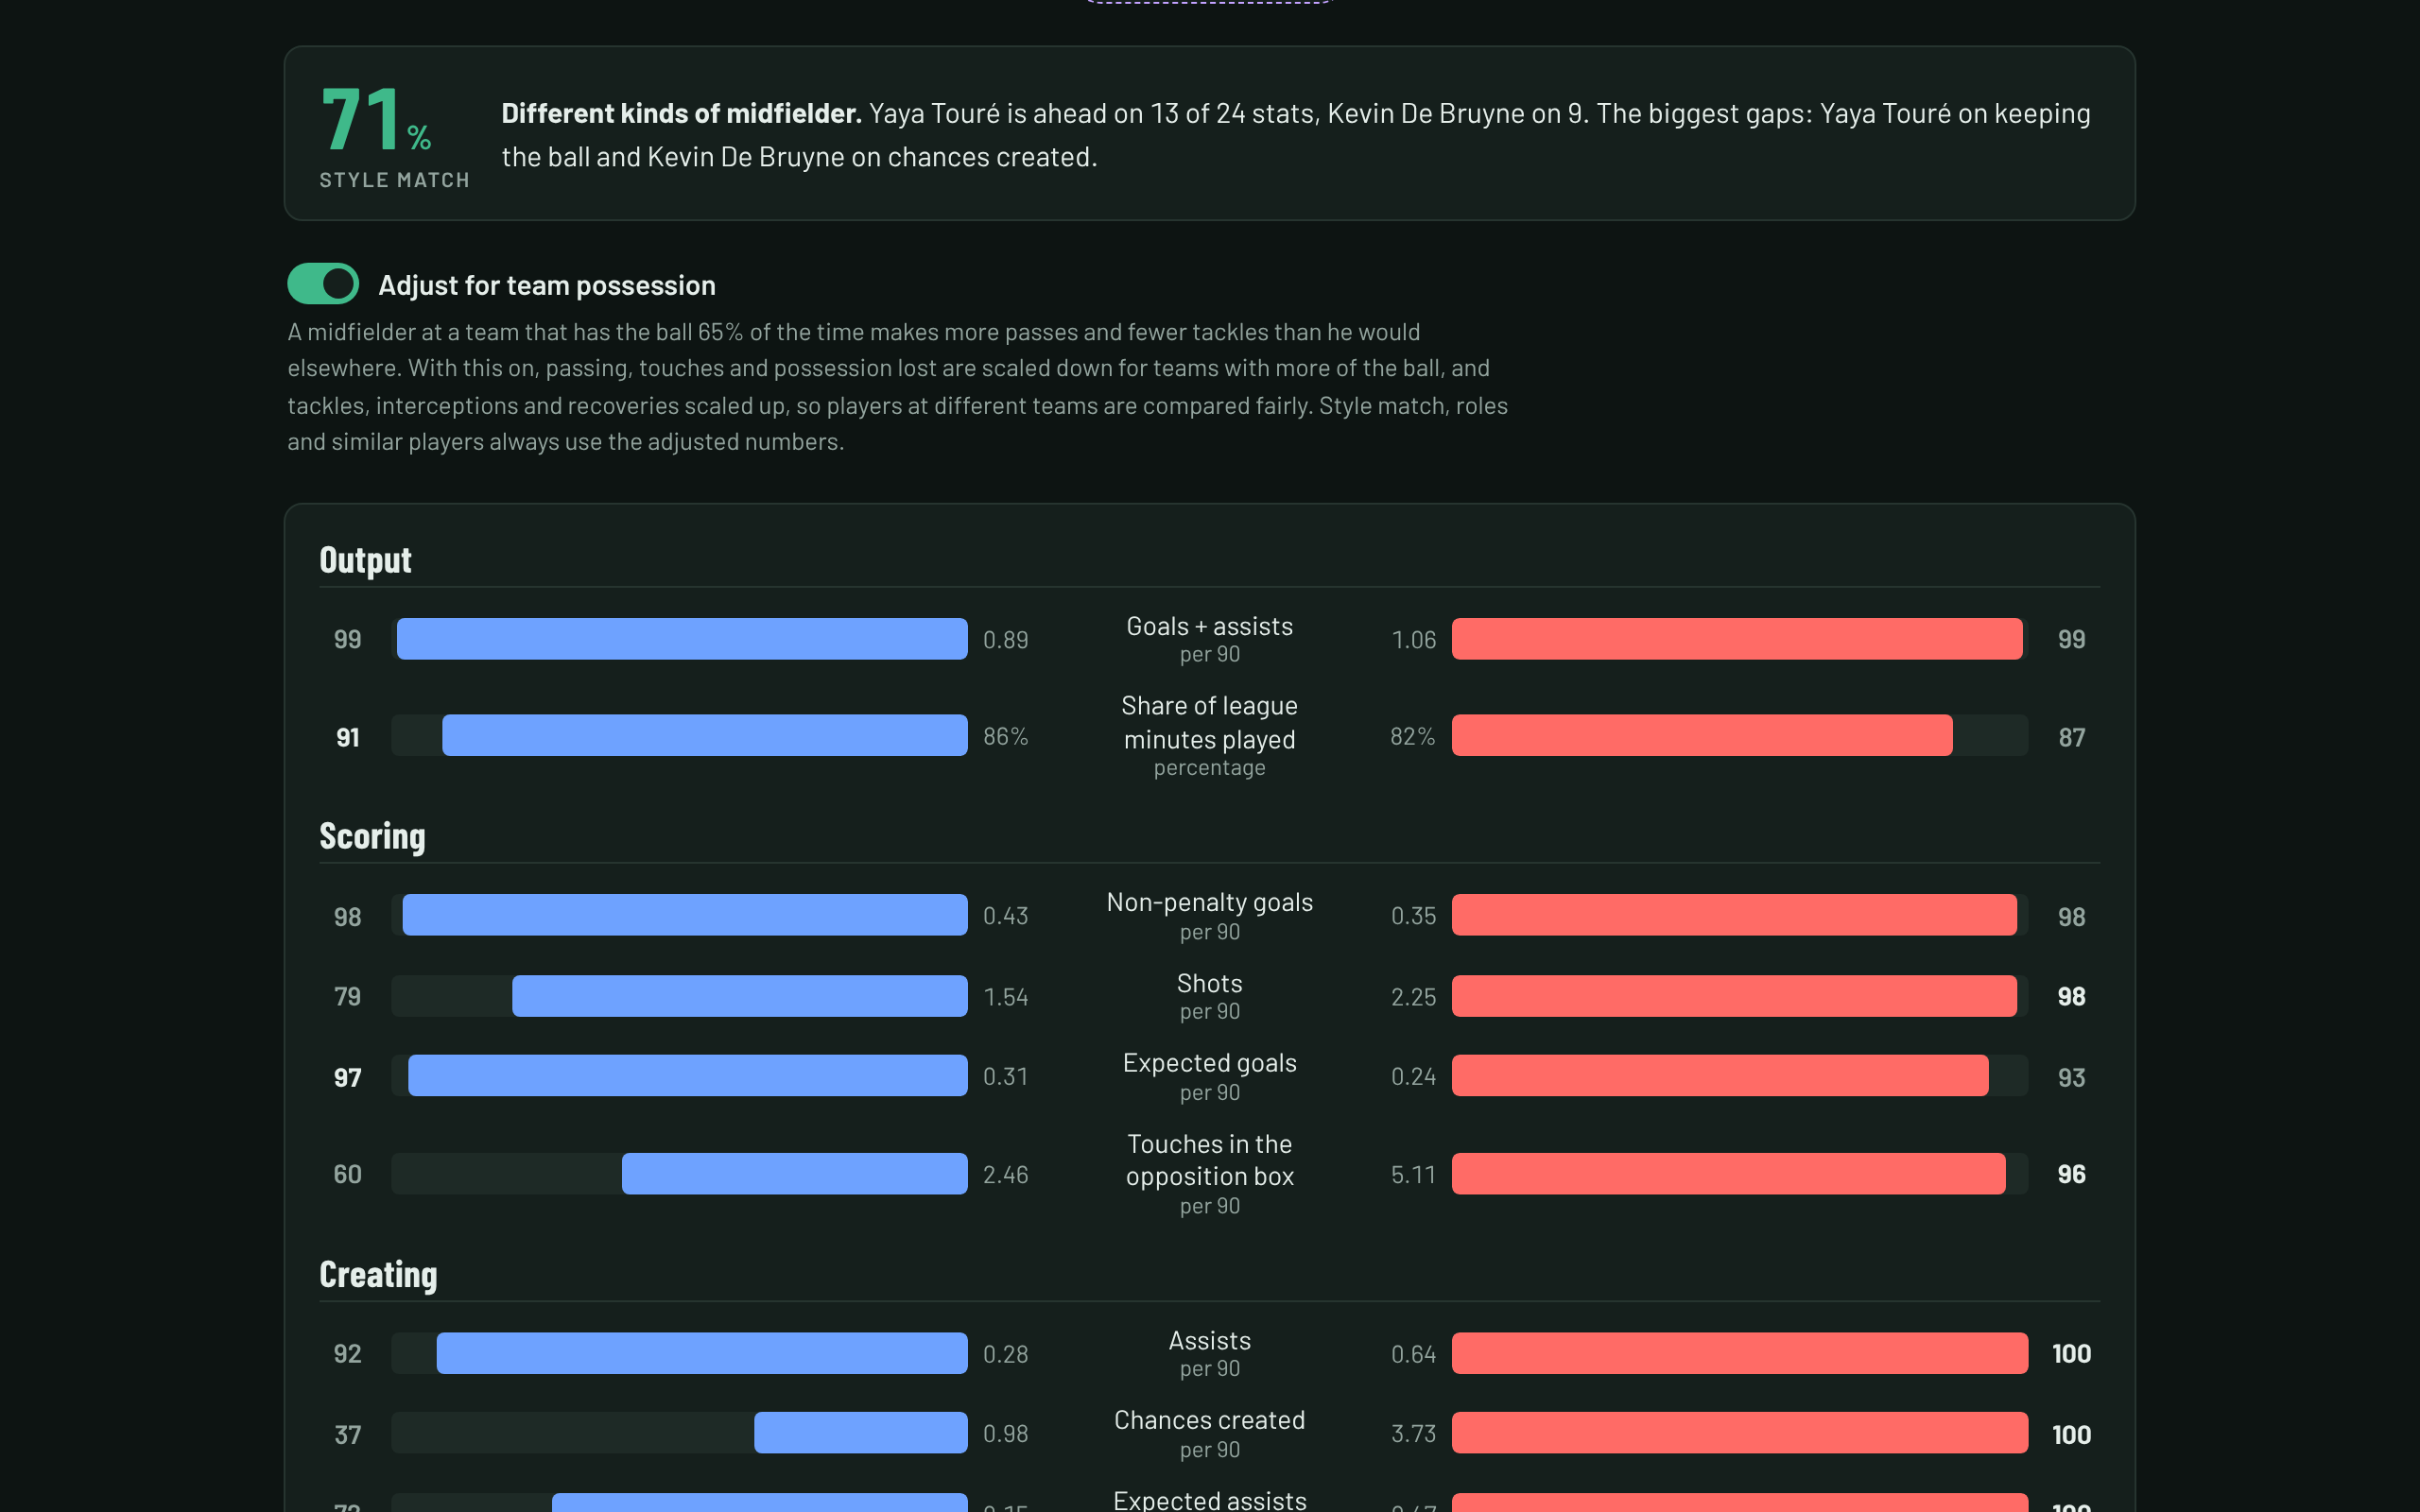 71%
STYLE MATCH
Different kinds of midfielder. Yaya Touré is ahead on 13 of 24 stats, Kevin De Bruyne on 9. The biggest gaps: Yaya Touré on keeping
the ball and Kevin De Bruyne on chances created.
Adjust for team possession
A midfielder at a team that has the ball 65% of the time makes more passes and fewer tackles than he would
elsewhere. With this on, passing, touches and possession lost are scaled down for teams with more of the ball, and
tackles, interceptions and recoveries scaled up, so players at different teams are compared fairly. Style match, roles
and similar players always use the adjusted numbers.
Output
99 0.89 Goals + assists 1.06 99
per 90
Share of league
91 86% minutes played 82% 87
percentage
Scoring
98 0.43 Non-penalty goals 0.35 98
per 90
79 1.54 Shots 2.25 98
per 90
97 0.31 Expected goals 0.24 93
per 90
Touches in the
60 2.46 opposition box 5.11 96
per 90
Creating
92 0.28 Assists 0.64 100
per 90
37 0.98 Chances created 3.73 100
per 90
Expected assists